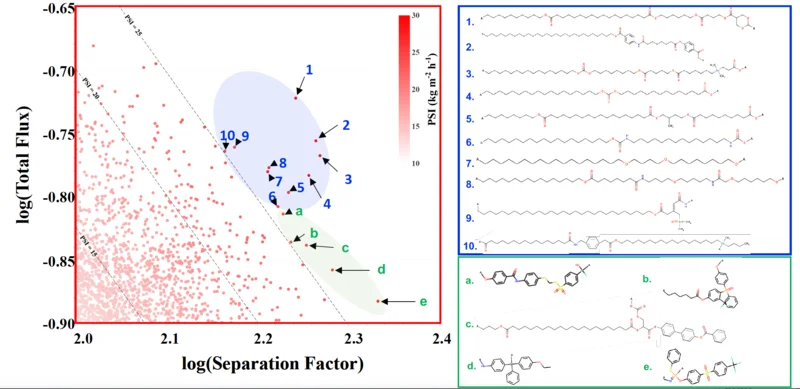 -0.65
-0.70
-0.75
-0.80
-0.85
-0.90
log(Total Flux)
2.0
2.1
2.2
2.3
2.4
log(Separation Factor)
PSI = 25
PSI = 20
PSI = 15
30
25
20
15
10
PSI (kg m-2 h-1)
1
2
3
4
5
6
7
8
9
10
a
b
c
d
e
1.
2.
3.
4.
5.
6.
7.
8.
9.
10.
a.
b.
c.
d.
e.